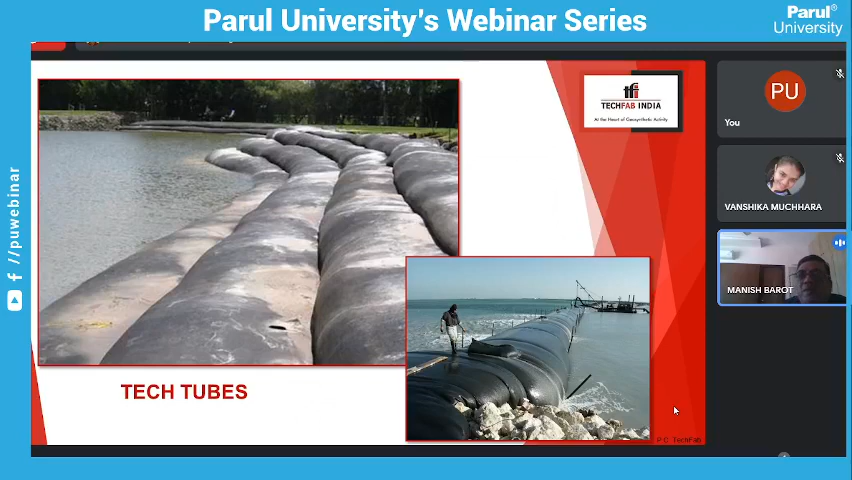 Parul University's Webinar Series
Parul®
University
TECHFAB INDIA
At the Heart of Geosynthetic Activity
PU
You
VANSHIKA MUCHHARA
MANISH BAROT
/puwebinar
TECH TUBES
P.C. TechFab